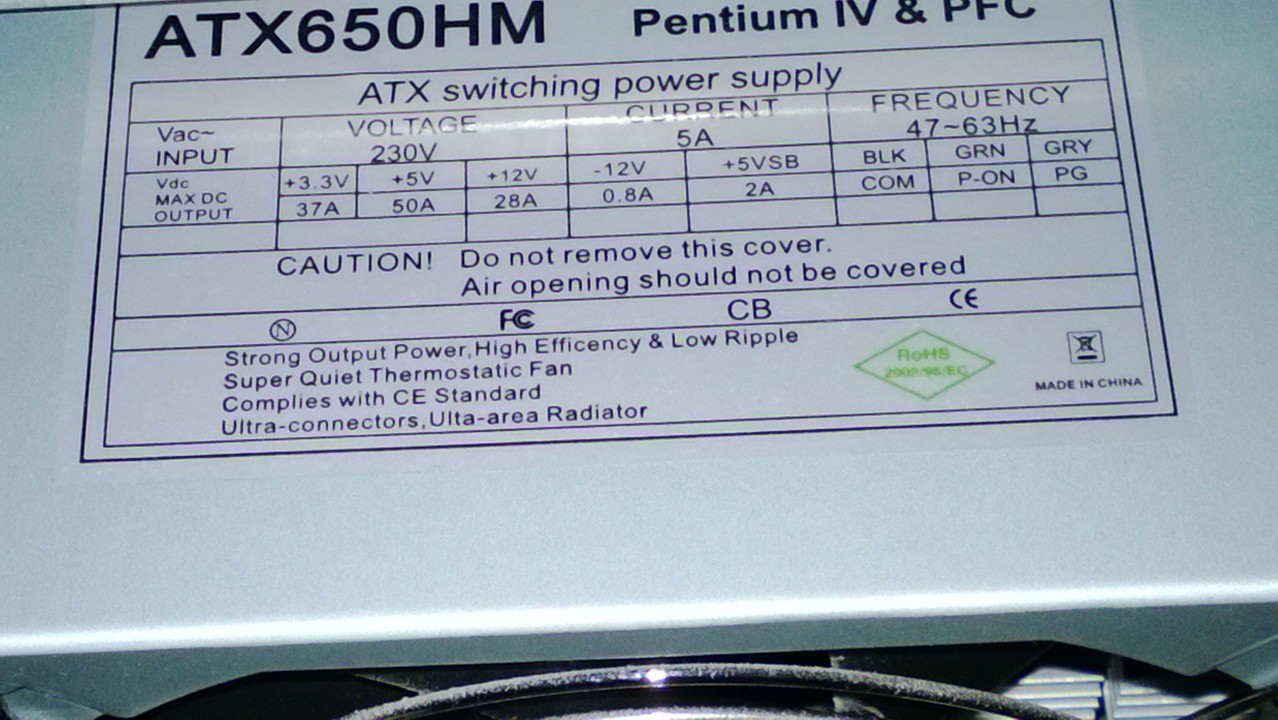 ATX650HM Pentium IV & PFC
ATX switching power supply
Vac~ INPUT VOLTAGE 230V CURRENT 5A FREQUENCY 47~63Hz
Vdc +3.3V +5V +12V -12V +5VSB BLK GRN GRY
MAX DC OUTPUT 37A 50A 28A 0.8A 2A COM P-ON PG
CAUTION! Do not remove this cover.
Air opening should not be covered
N FC CB CE
Strong Output Power,High Efficency & Low Ripple
Super Quiet Thermostatic Fan
Complies with CE Standard
Ultra-connectors,Ulta-area Radiator
RoHS
2002/95/EC
MADE IN CHINA